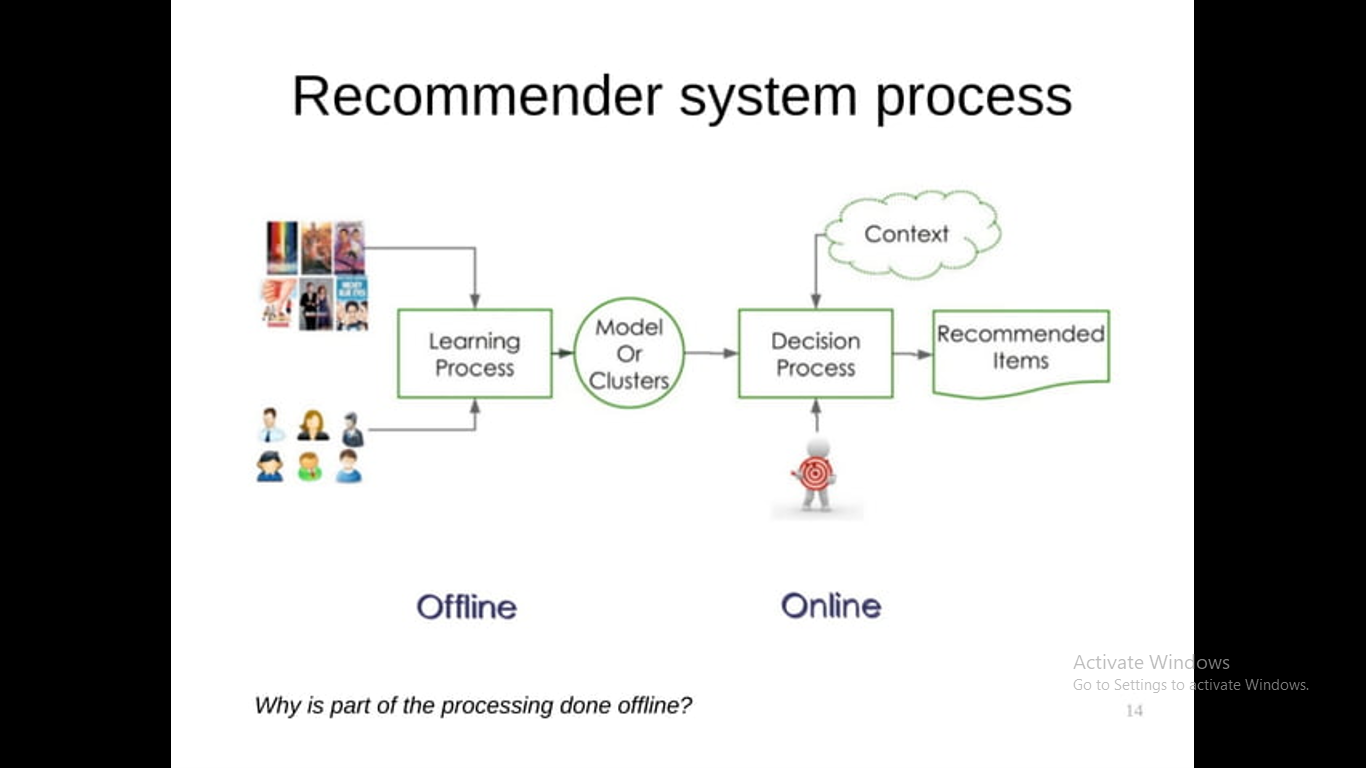 Recommender system process
Context
Learning
Process
Model
Or
Clusters
Decision
Process
Recommended
Items
Offline
Online
Activate Windows
Go to Settings to activate Windows.
Why is part of the processing done offline?
14